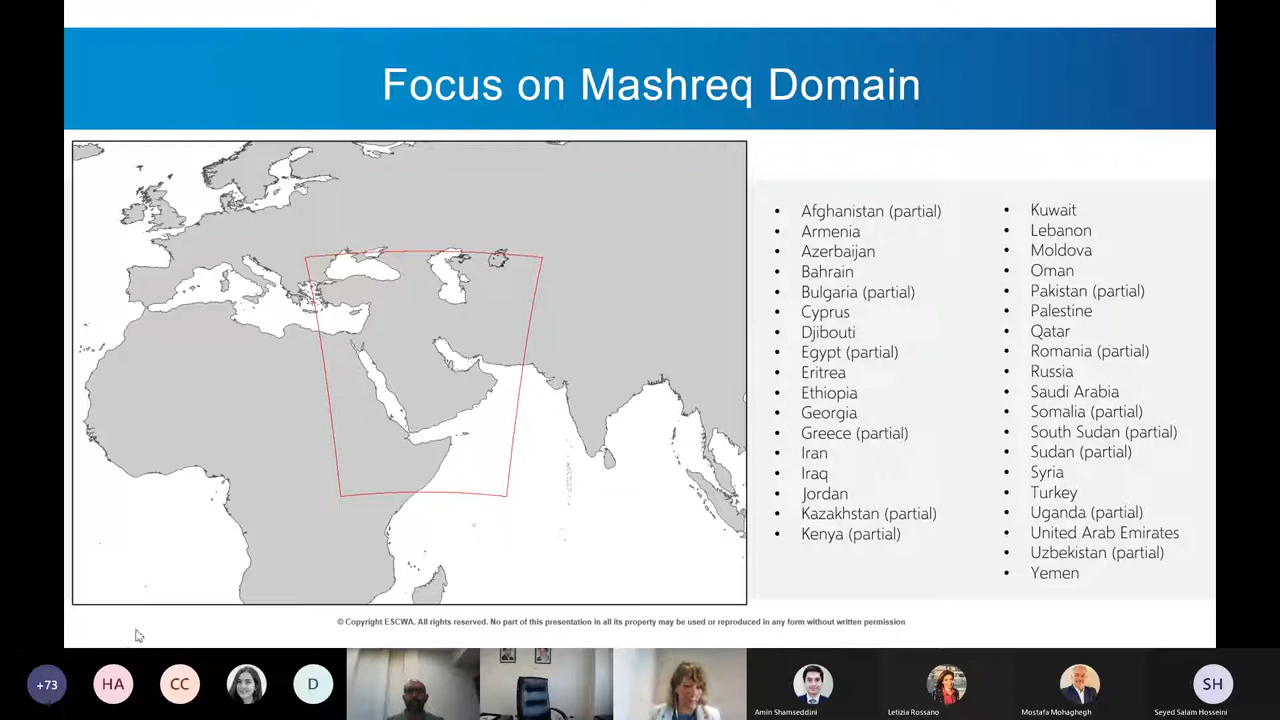 Focus on Mashreq Domain
• Afghanistan (partial)
• Armenia
• Azerbaijan
• Bahrain
• Bulgaria (partial)
• Cyprus
• Djibouti
• Egypt (partial)
• Eritrea
• Ethiopia
• Georgia
• Greece (partial)
• Iran
• Iraq
• Jordan
• Kazakhstan (partial)
• Kenya (partial)
• Kuwait
• Lebanon
• Moldova
• Oman
• Pakistan (partial)
• Palestine
• Qatar
• Romania (partial)
• Russia
• Saudi Arabia
• Somalia (partial)
• South Sudan (partial)
• Sudan (partial)
• Syria
• Turkey
• Uganda (partial)
• United Arab Emirates
• Uzbekistan (partial)
• Yemen
© Copyright ESCWA. All rights reserved. No part of this presentation in all its property may be used or reproduced in any form without written permission
+73
HA
CC
D
SH
Amin Shamseddini
Letizia Rossano
Mostafa Mohaghegh
Seyed Salam Hosseini